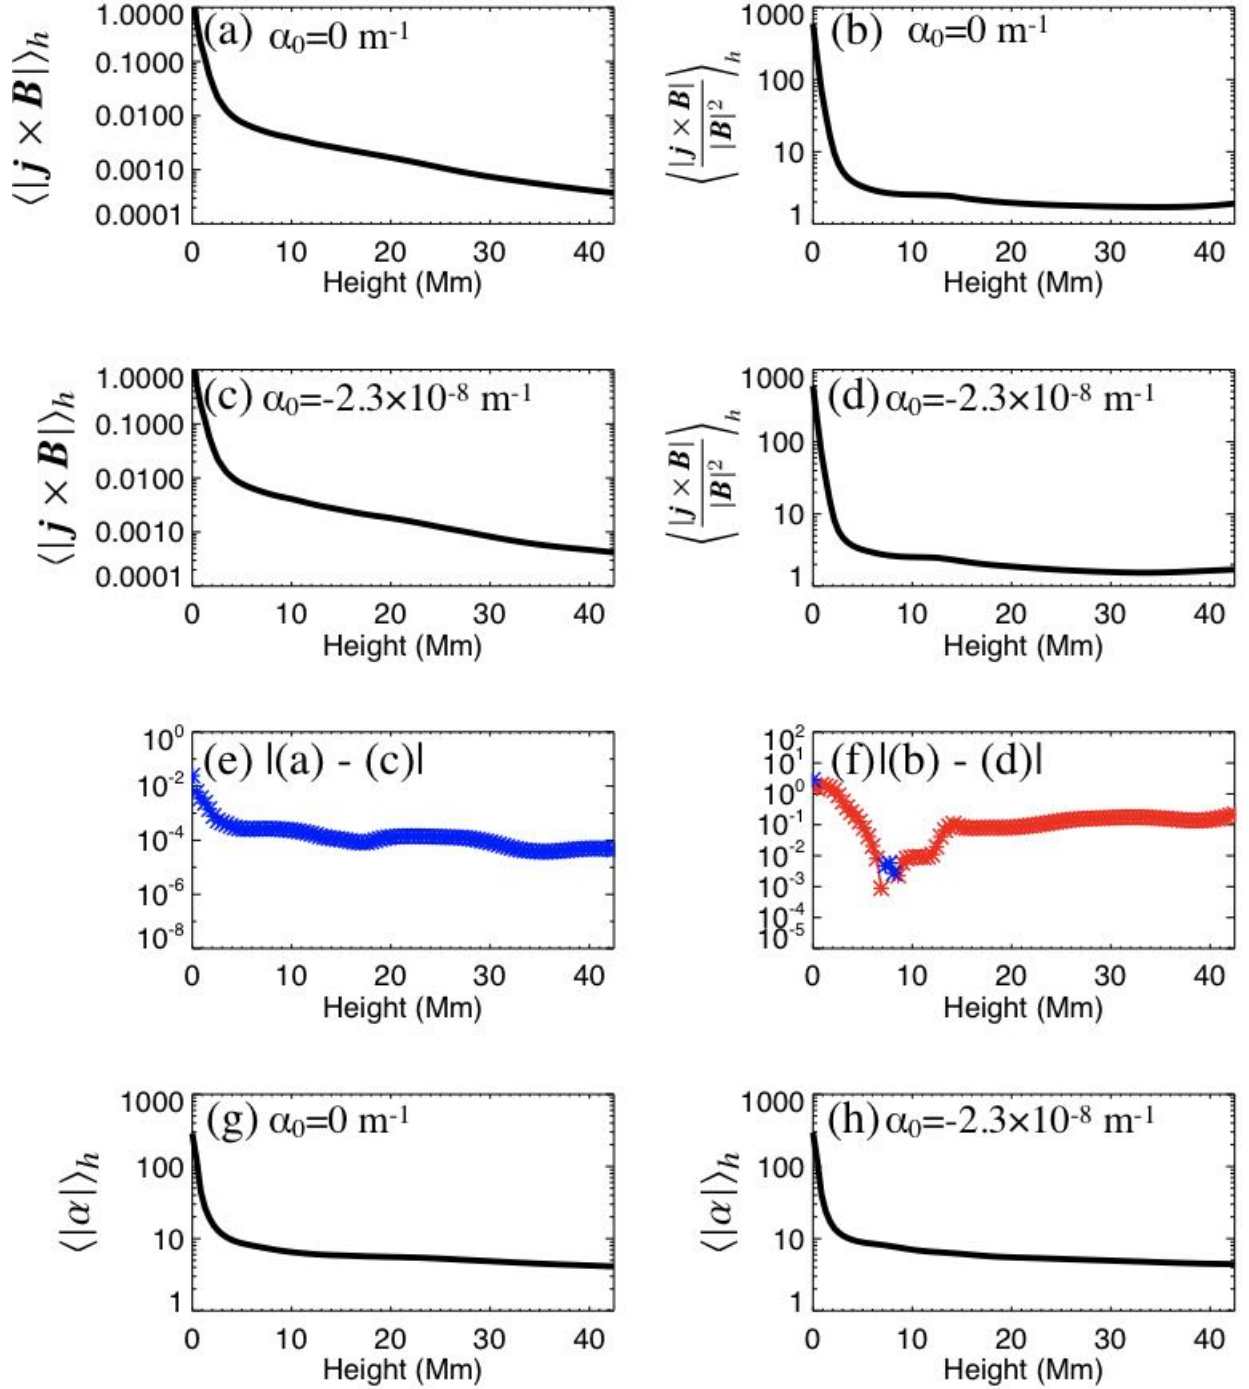 (a) α₀=0 m⁻¹
⟨|j × B|⟩ₕ
1.0000
0.1000
0.0100
0.0010
0.0001
0 10 20 30 40
Height (Mm)
(b) α₀=0 m⁻¹
⟨|j × B| / |B|²⟩ₕ
1000
100
10
1
0 10 20 30 40
Height (Mm)
(c) α₀=-2.3×10⁻⁸ m⁻¹
⟨|j × B|⟩ₕ
1.0000
0.1000
0.0100
0.0010
0.0001
0 10 20 30 40
Height (Mm)
(d) α₀=-2.3×10⁻⁸ m⁻¹
⟨|j × B| / |B|²⟩ₕ
1000
100
10
1
0 10 20 30 40
Height (Mm)
(e) |(a) - (c)|
10⁰
10⁻²
10⁻⁴
10⁻⁶
10⁻⁸
0 10 20 30 40
Height (Mm)
(f) |(b) - (d)|
10²
10¹
10⁰
10⁻¹
10⁻²
10⁻³
10⁻⁴
10⁻⁵
0 10 20 30 40
Height (Mm)
(g) α₀=0 m⁻¹
⟨|α|⟩ₕ
1000
100
10
1
0 10 20 30 40
Height (Mm)
(h) α₀=-2.3×10⁻⁸ m⁻¹
⟨|α|⟩ₕ
1000
100
10
1
0 10 20 30 40
Height (Mm)